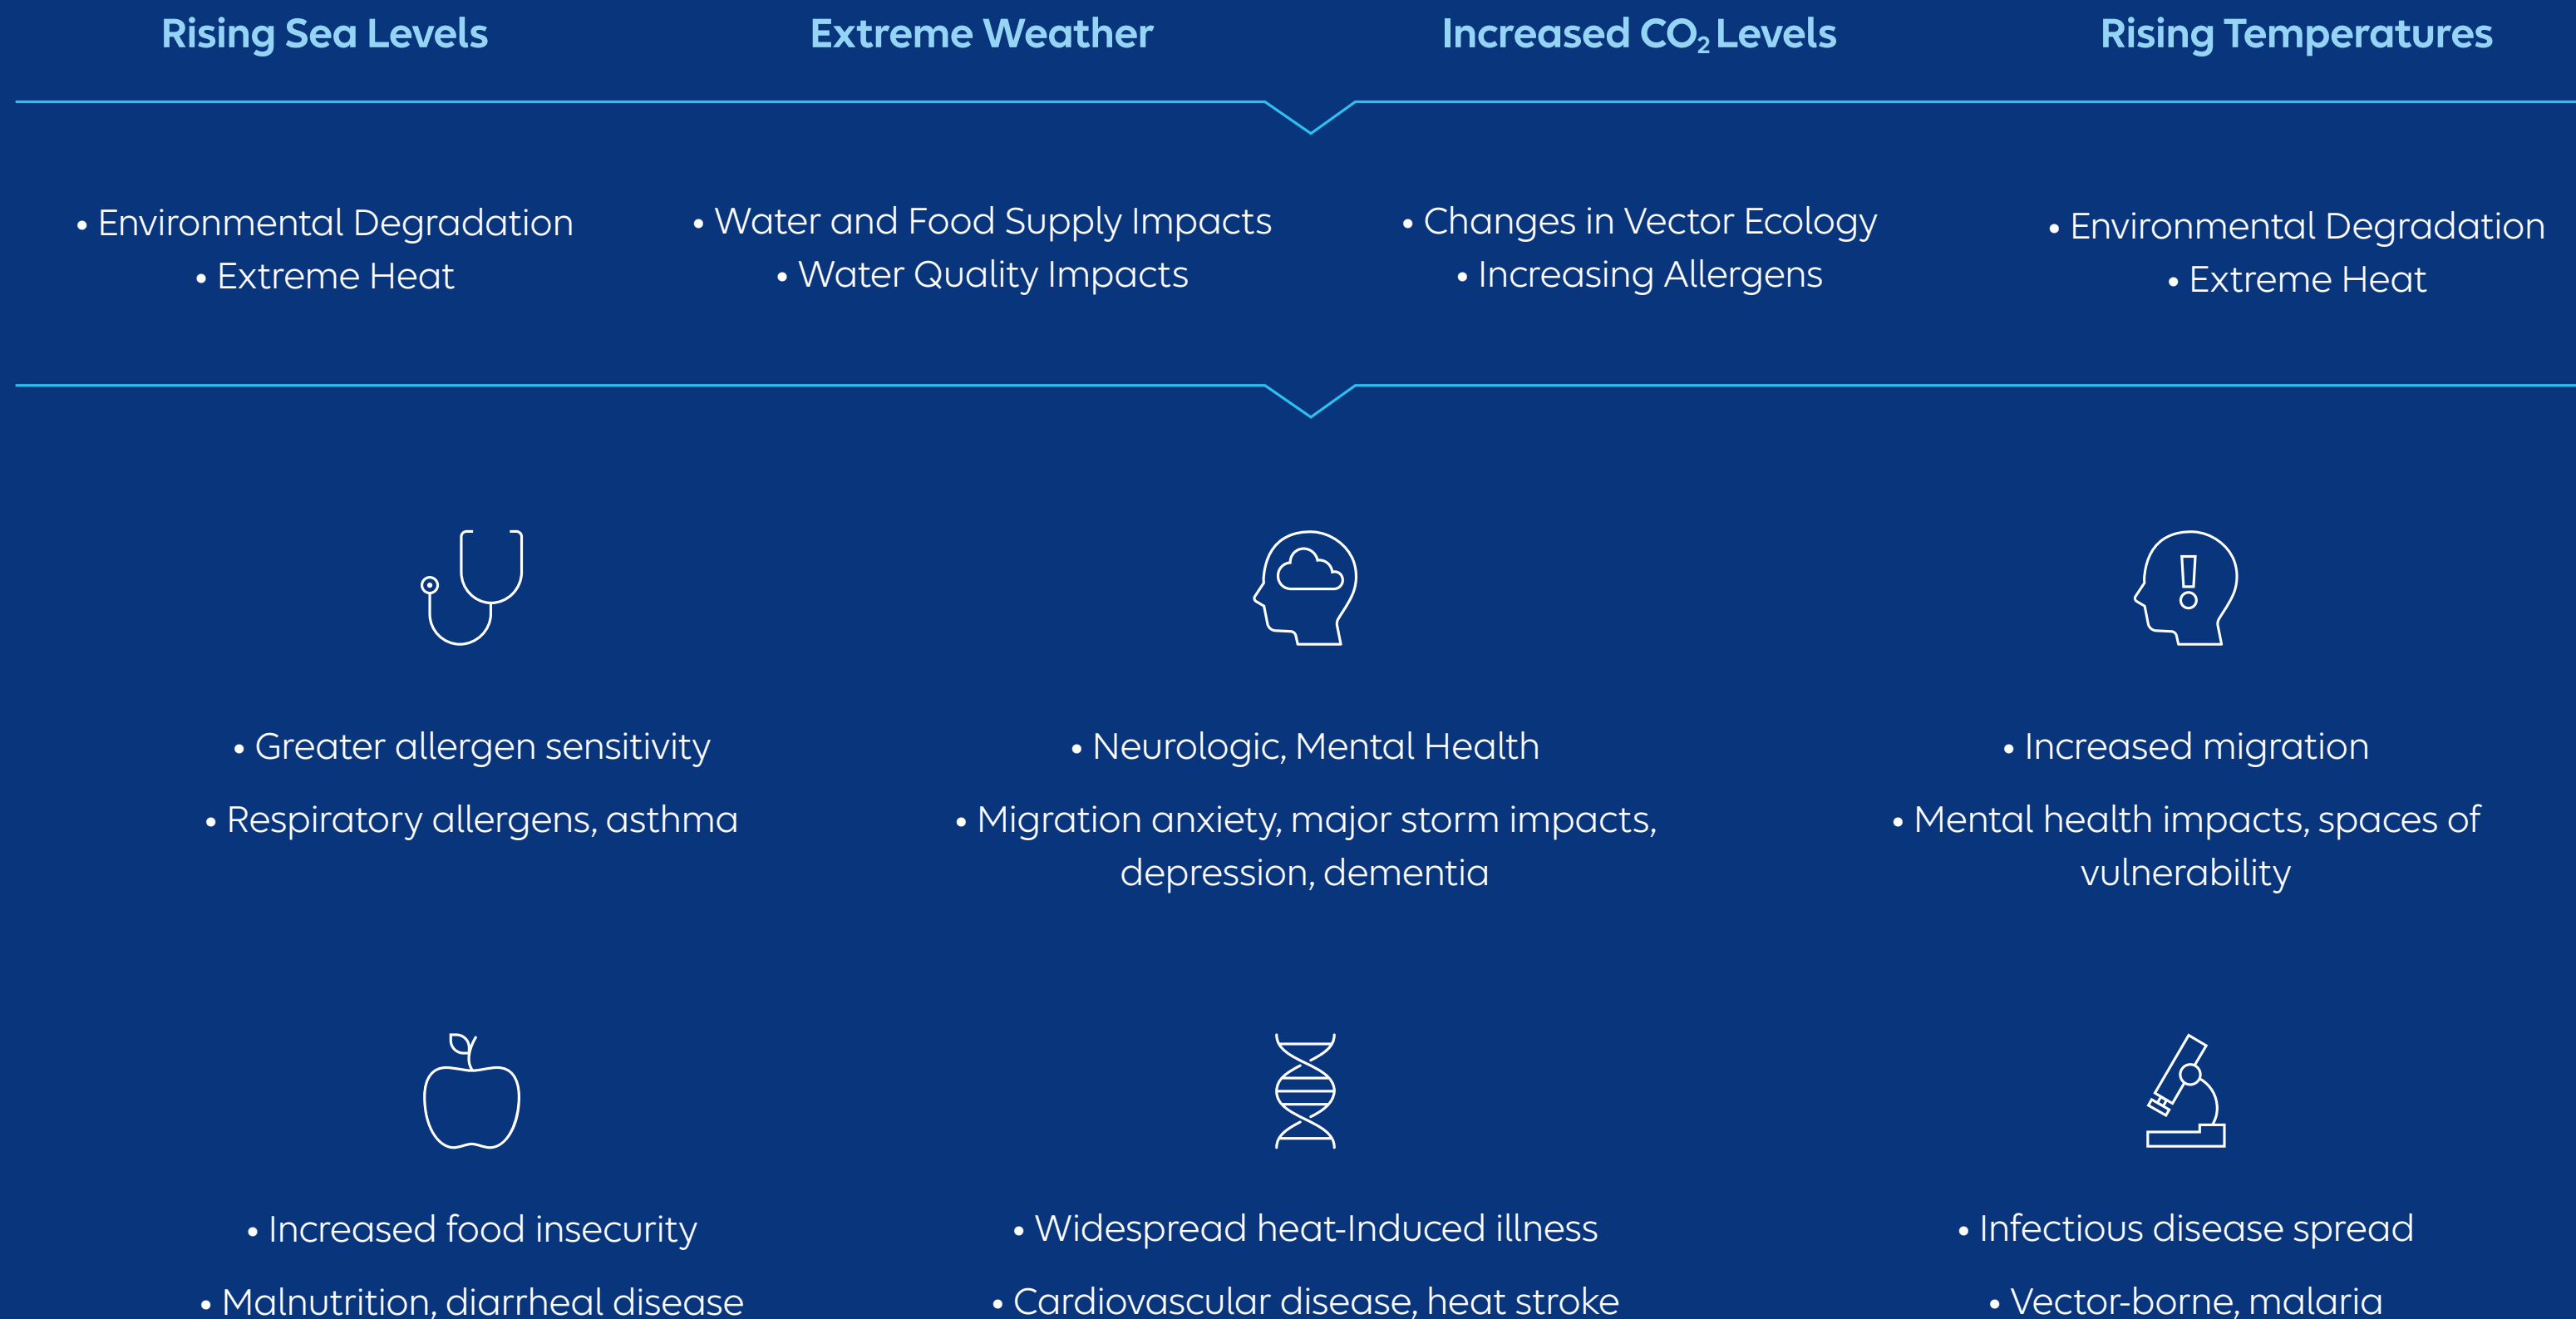 Rising Sea Levels
Extreme Weather
Increased CO₂ Levels
Rising Temperatures
• Environmental Degradation
• Extreme Heat
• Water and Food Supply Impacts
• Water Quality Impacts
• Changes in Vector Ecology
• Increasing Allergens
• Environmental Degradation
• Extreme Heat
• Greater allergen sensitivity
• Respiratory allergens, asthma
• Neurologic, Mental Health
• Migration anxiety, major storm impacts,
depression, dementia
• Increased migration
• Mental health impacts, spaces of
vulnerability
• Increased food insecurity
• Malnutrition, diarrheal disease
• Widespread heat-Induced illness
• Cardiovascular disease, heat stroke
• Infectious disease spread
• Vector-borne, malaria